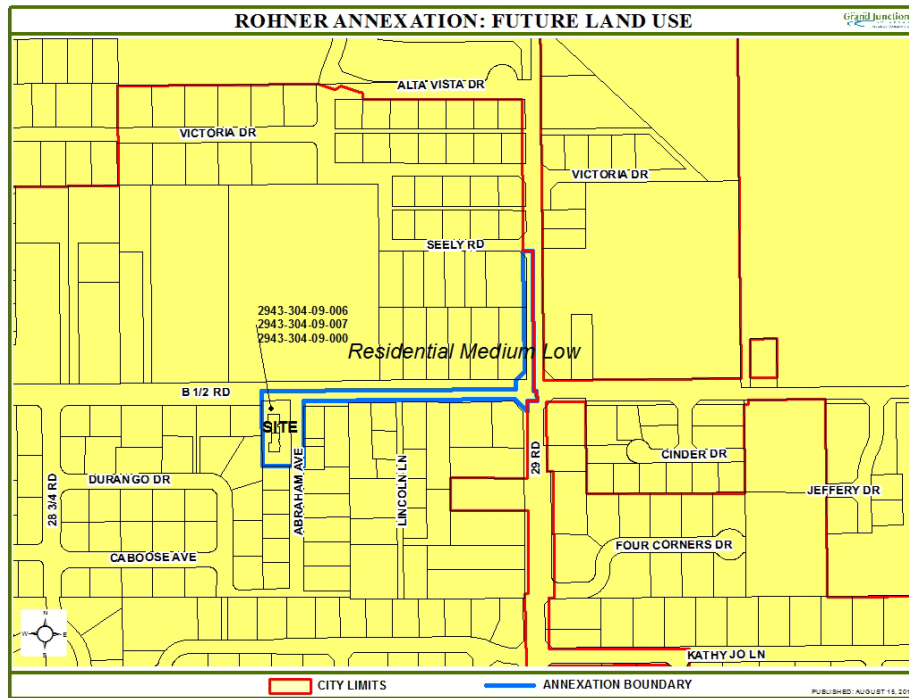 ROHNER ANNEXATION: FUTURE LAND USE
Grand Junction
ALTA VISTA DR
VICTORIA DR
VICTORIA DR
SEELY RD
2943-304-09-006
2943-304-09-007
2943-304-09-000
Residential Medium Low
B 1/2 RD
SITE
29 RD
CINDER DR
DURANGO DR
28 3/4 RD
ABRAHAM AVE
LINCOLN LN
JEFFERY DR
CABOOSE AVE
FOUR CORNERS DR
N
W
E
S
KATHY JO LN
CITY LIMITS
ANNEXATION BOUNDARY
PUBLISHED: AUGUST 15, 201